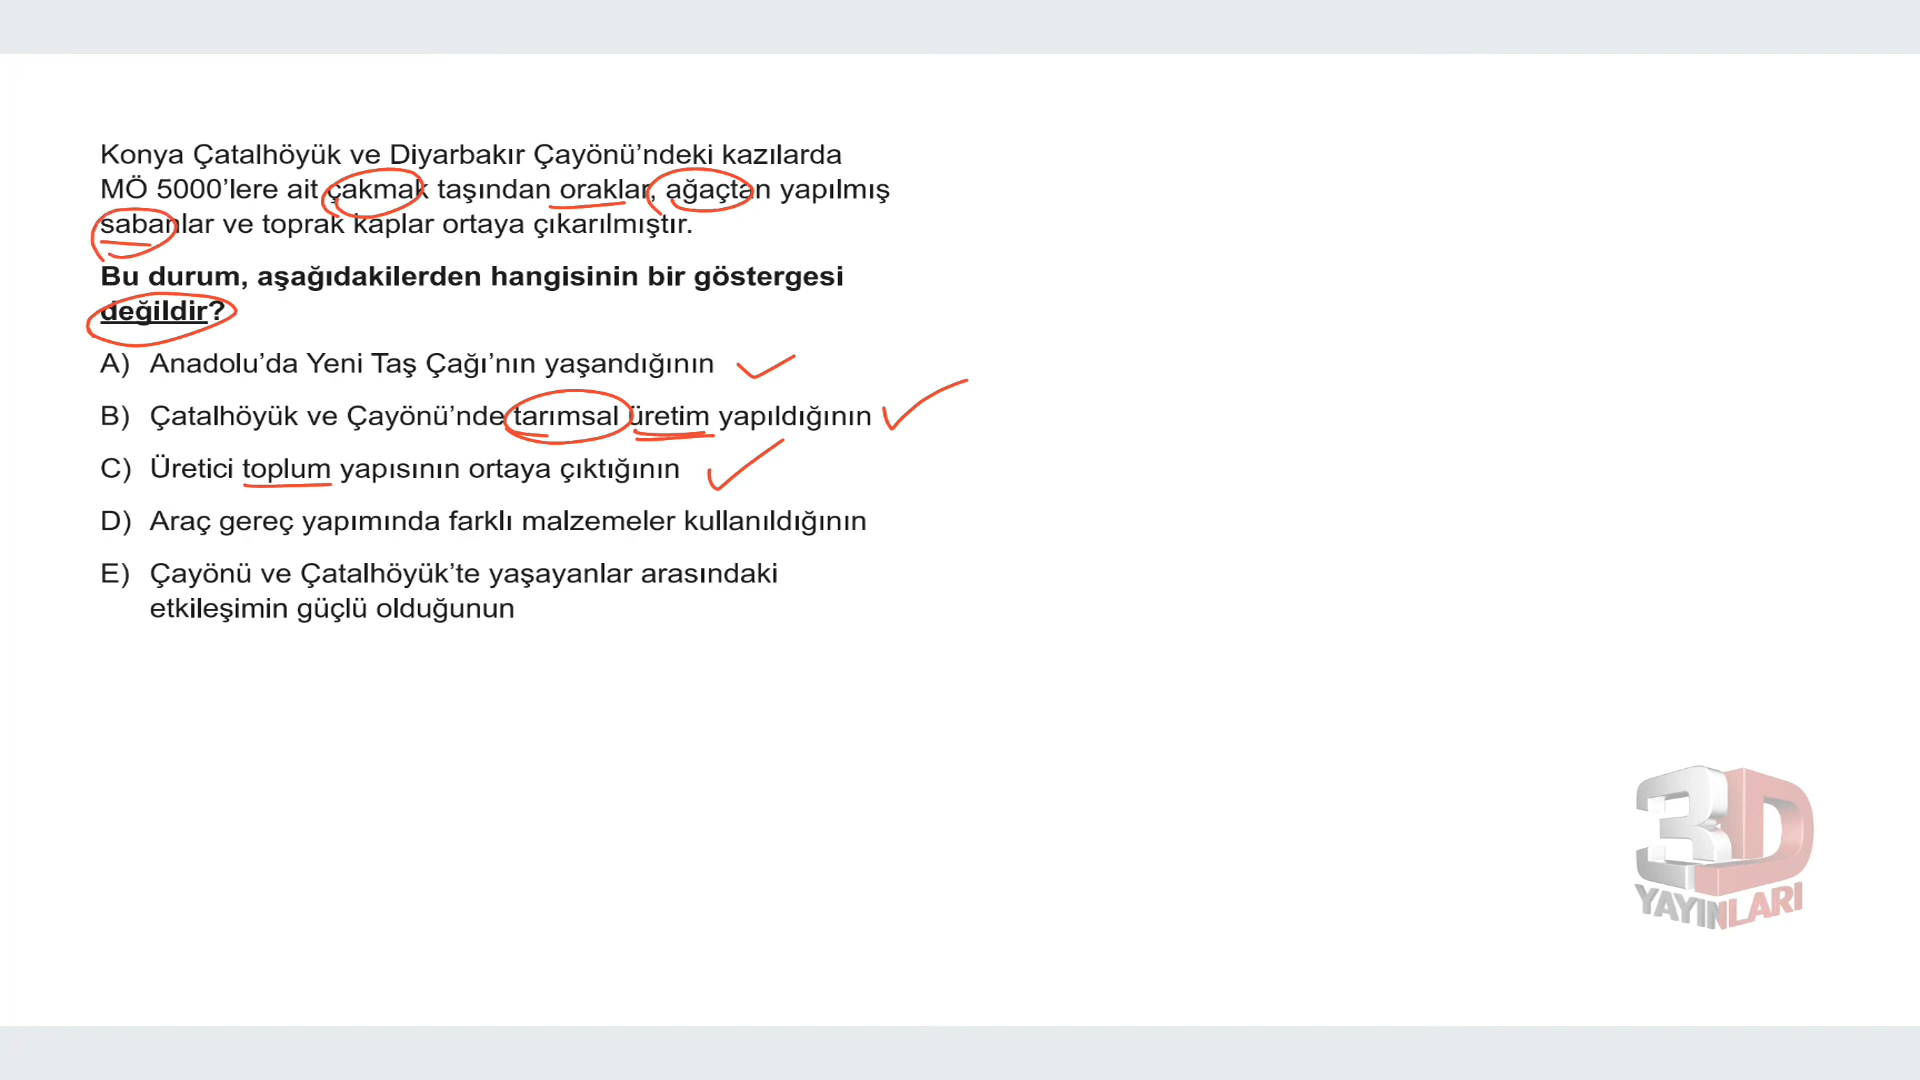 Konya Çatalhöyük ve Diyarbakır Çayönü’ndeki kazılarda
MÖ 5000’lere ait çakmak taşından oraklar, ağaçtan yapılmış
sabanlar ve toprak kaplar ortaya çıkarılmıştır.
Bu durum, aşağıdakilerden hangisinin bir göstergesi
değildir?
A) Anadolu’da Yeni Taş Çağı’nın yaşandığının
B) Çatalhöyük ve Çayönü’nde tarımsal üretim yapıldığının
C) Üretici toplum yapısının ortaya çıktığının
D) Araç gereç yapımında farklı malzemeler kullanıldığının
E) Çayönü ve Çatalhöyük’te yaşayanlar arasındaki
etkileşimin güçlü olduğunun
3D
YAYINLARI